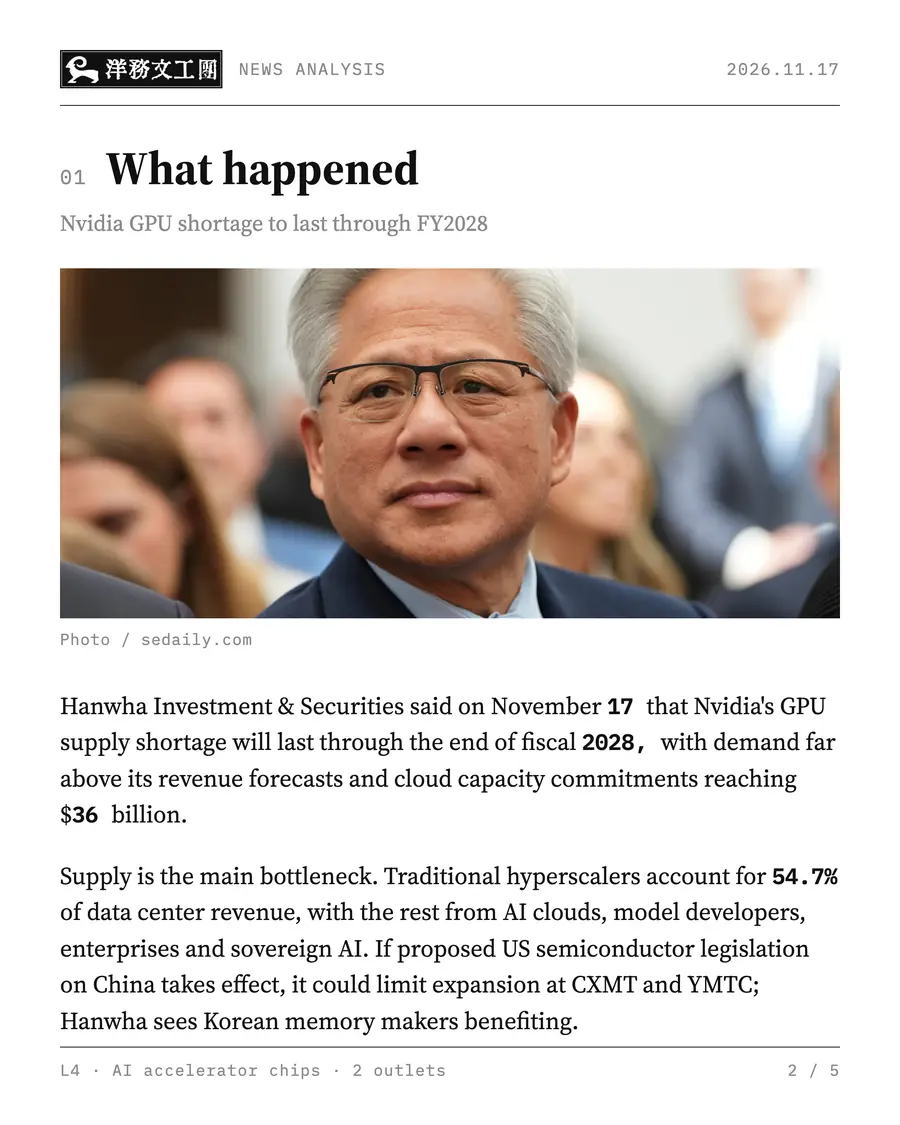 洋務文工團 NEWS ANALYSIS 2026.11.17
01 What happened
Nvidia GPU shortage to last through FY2028
Photo / sedaily.com
Hanwha Investment & Securities said on November 17 that Nvidia's GPU
supply shortage will last through the end of fiscal 2028, with demand far
above its revenue forecasts and cloud capacity commitments reaching
$36 billion.
Supply is the main bottleneck. Traditional hyperscalers account for 54.7%
of data center revenue, with the rest from AI clouds, model developers,
enterprises and sovereign AI. If proposed US semiconductor legislation
on China takes effect, it could limit expansion at CXMT and YMTC;
Hanwha sees Korean memory makers benefiting.
L4 · AI accelerator chips · 2 outlets 2 / 5